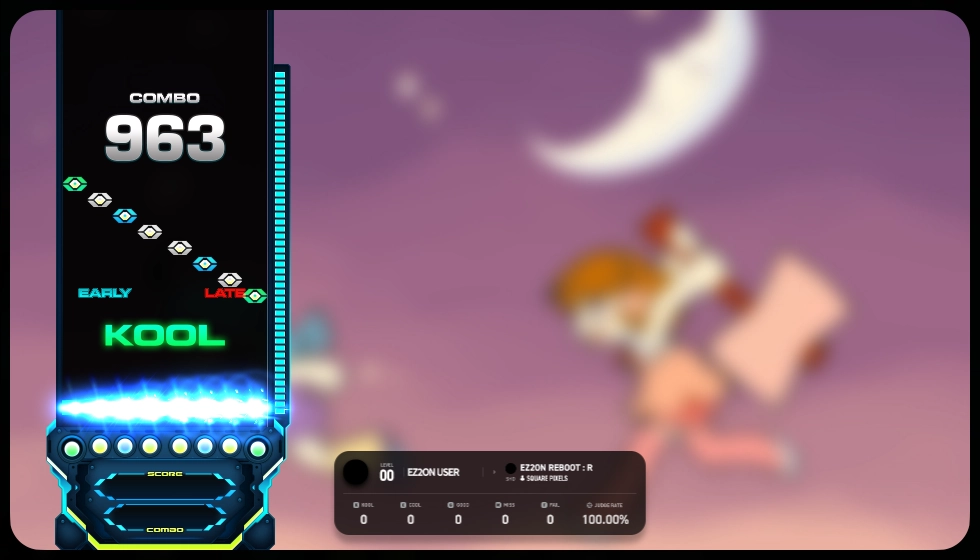 COMBO
963
EARLY LATE
KOOL
SCORE
COMBO
LEVEL
00 EZ2ON USER
EZ2ON REBOOT : R
SQUARE PIXELS
KOOL COOL GOOD MISS FAIL JUDGE RATE
0 0 0 0 0 100.00%